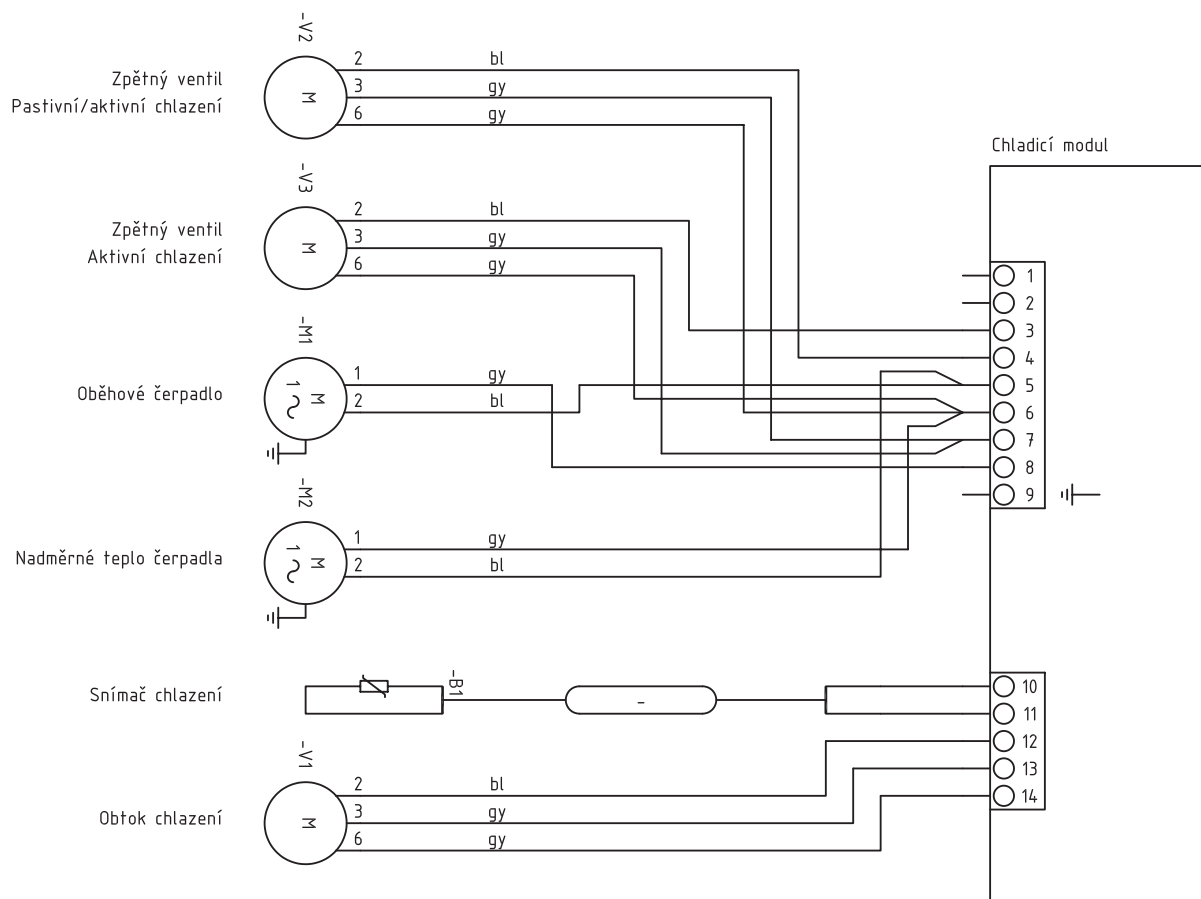 -V2
Zpětný ventil
Pastivní/aktivní chlazení
M
2 bl
3 gy
6 gy
Chladicí modul
-V3
Zpětný ventil
Aktivní chlazení
M
2 bl
3 gy
6 gy
-M1
Oběhové čerpadlo
M
1
1 gy
2 bl
1
2
3
4
5
6
7
8
9
-M2
Nadměrné teplo čerpadla
M
1
1 gy
2 bl
Snímač chlazení
-B1
-
10
11
12
13
14
-V1
Obtok chlazení
M
2 bl
3 gy
6 gy